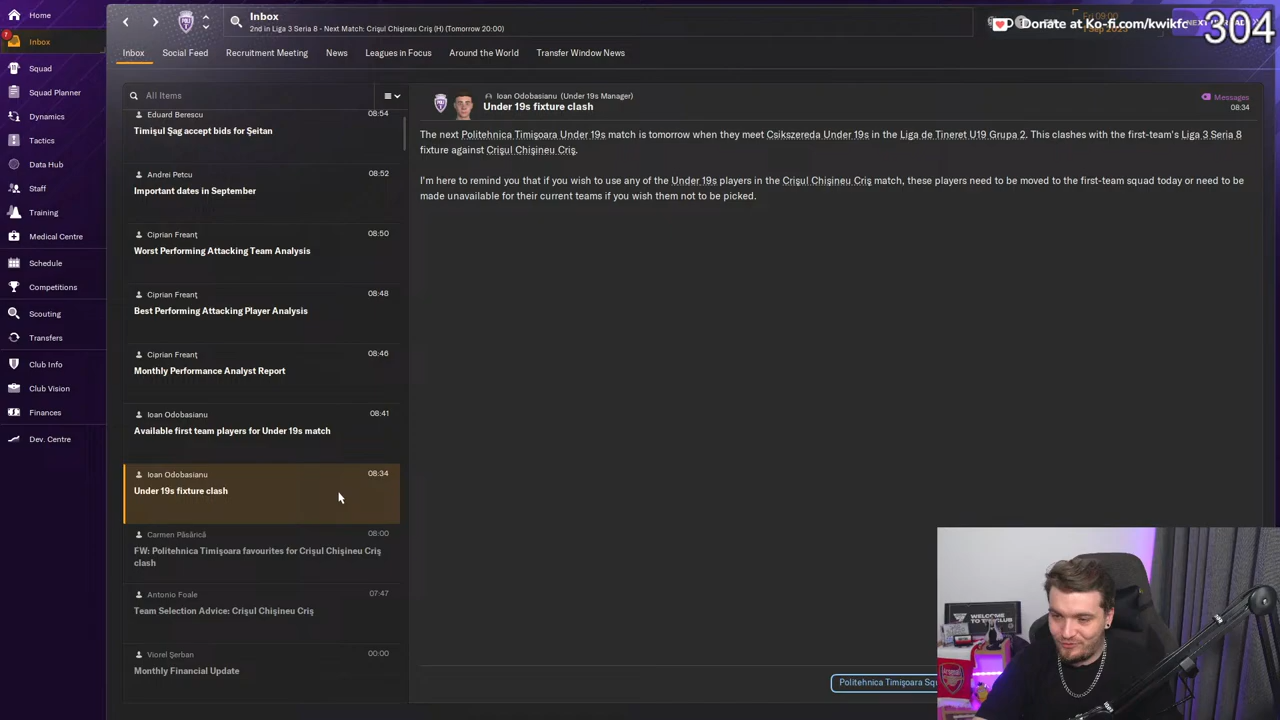 Home
Inbox
7
Squad
Squad Planner
Dynamics
Tactics
Data Hub
Staff
Training
Medical Centre
Schedule
Competitions
Scouting
Transfers
Club Info
Club Vision
Finances
Dev. Centre
Inbox
2nd in Liga 3 Seria 8 - Next Match: Crişul Chişineu Criş (H) (Tomorrow 20:00)
Donate at Ko-fi.com/kwikfc
304
Inbox
Social Feed
Recruitment Meeting
News
Leagues in Focus
Around the World
Transfer Window News
All Items
Eduard Berescu
08:54
Timişul Şag accept bids for Şeitan
Andrei Petcu
08:52
Important dates in September
Ciprian Freanţ
08:50
Worst Performing Attacking Team Analysis
Ciprian Freanţ
08:48
Best Performing Attacking Player Analysis
Ciprian Freanţ
08:46
Monthly Performance Analyst Report
Ioan Odobasianu
08:41
Available first team players for Under 19s match
Ioan Odobasianu
08:34
Under 19s fixture clash
Carmen Păsărică
08:00
FW: Politehnica Timişoara favourites for Crişul Chişineu Criş
clash
Antonio Foale
07:47
Team Selection Advice: Crişul Chişineu Criş
Viorel Şerban
00:00
Monthly Financial Update
Ioan Odobasianu (Under 19s Manager)
Under 19s fixture clash
Messages
08:34
The next Politehnica Timişoara Under 19s match is tomorrow when they meet Csikszereda Under 19s in the Liga de Tineret U19 Grupa 2. This clashes with the first-team's Liga 3 Seria 8
fixture against Crişul Chişineu Criş.
I'm here to remind you that if you wish to use any of the Under 19s players in the Crişul Chişineu Criş match, these players need to be moved to the first-team squad today or need to be
made unavailable for their current teams if you wish them not to be picked.
Politehnica Timişoara
WELCOME
TO THE CLUB
Arsenal